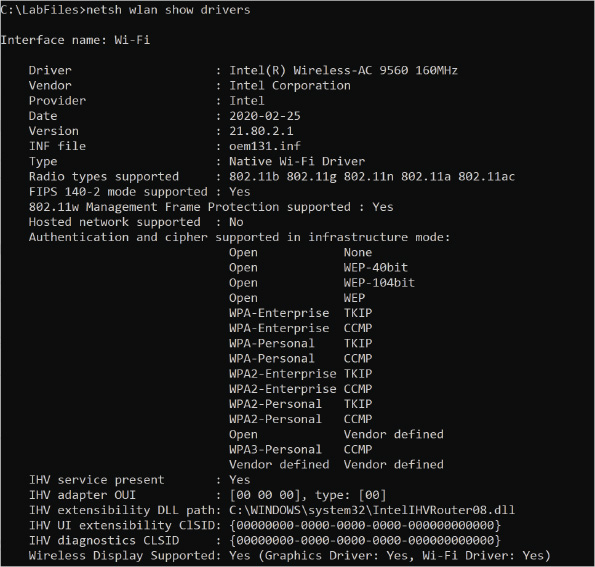 C:\LabFiles>netsh wlan show drivers
Interface name: Wi-Fi
Driver : Intel(R) Wireless-AC 9560 160MHz
Vendor : Intel Corporation
Provider : Intel
Date : 2020-02-25
Version : 21.80.2.1
INF file : oem131.inf
Type : Native Wi-Fi Driver
Radio types supported : 802.11b 802.11g 802.11n 802.11a 802.11ac
FIPS 140-2 mode supported : Yes
802.11w Management Frame Protection supported : Yes
Hosted network supported : No
Authentication and cipher supported in infrastructure mode:
Open None
Open WEP-40bit
Open WEP-104bit
Open WEP
WPA-Enterprise TKIP
WPA-Enterprise CCMP
WPA-Personal TKIP
WPA-Personal CCMP
WPA2-Enterprise TKIP
WPA2-Enterprise CCMP
WPA2-Personal TKIP
WPA2-Personal CCMP
Open Vendor defined
WPA3-Personal CCMP
Vendor defined Vendor defined
IHV service present : Yes
IHV adapter OUI : [00 00 00], type: [00]
IHV extensibility DLL path: C:\WINDOWS\system32\IntelIHVRouter08.dll
IHV UI extensibility ClSID: {00000000-0000-0000-0000-000000000000}
IHV diagnostics CLSID : {00000000-0000-0000-0000-000000000000}
Wireless Display Supported: Yes (Graphics Driver: Yes, Wi-Fi Driver: Yes)